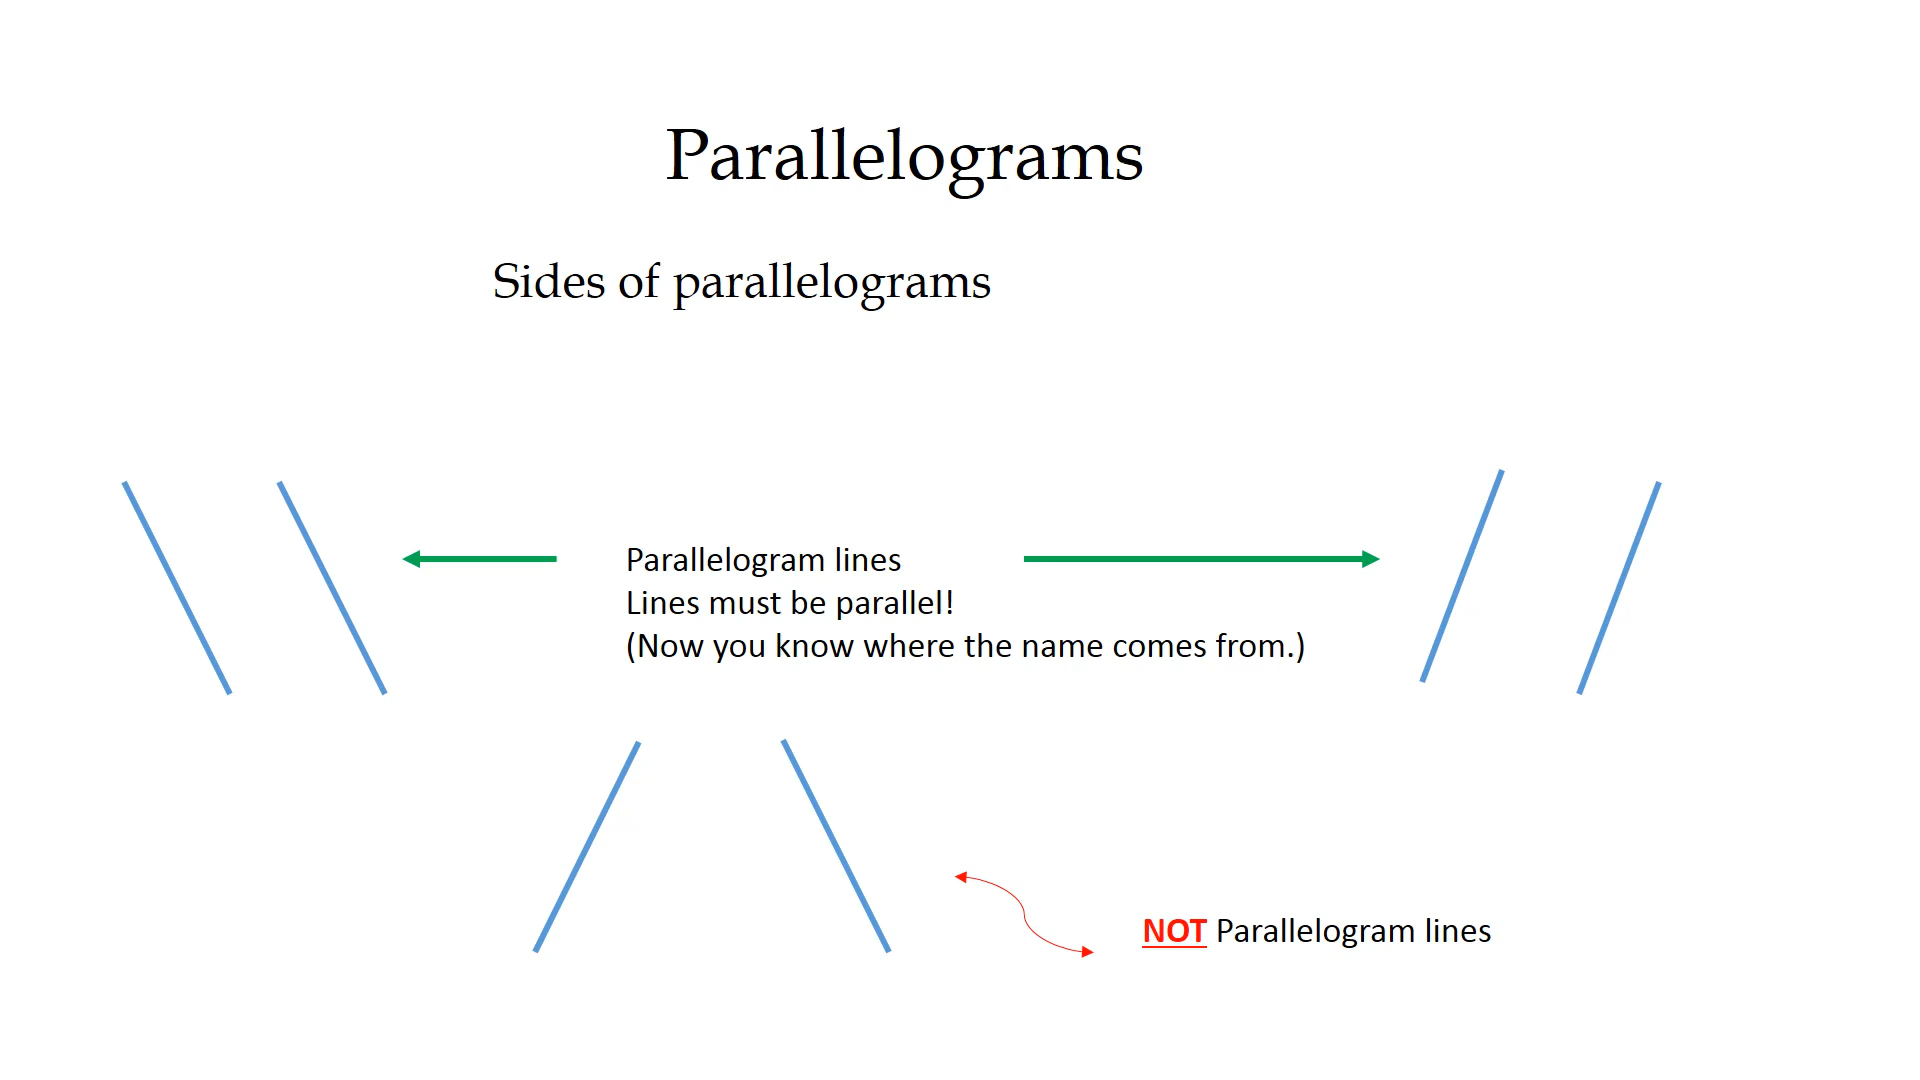 Parallelograms
Sides of parallelograms
Parallelogram lines
Lines must be parallel!
(Now you know where the name comes from.)
NOT Parallelogram lines